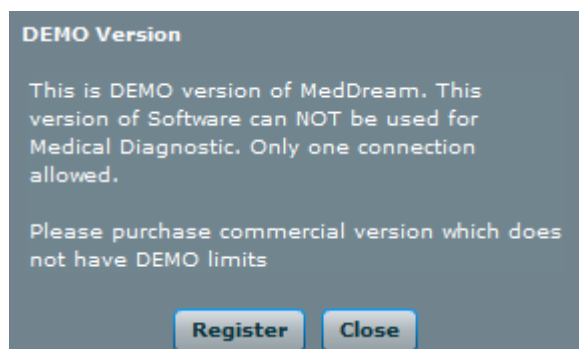 DEMO Version
This is DEMO version of MedDream. This
version of Software can NOT be used for
Medical Diagnostic. Only one connection
allowed.
Please purchase commercial version which does
not have DEMO limits
Register
Close